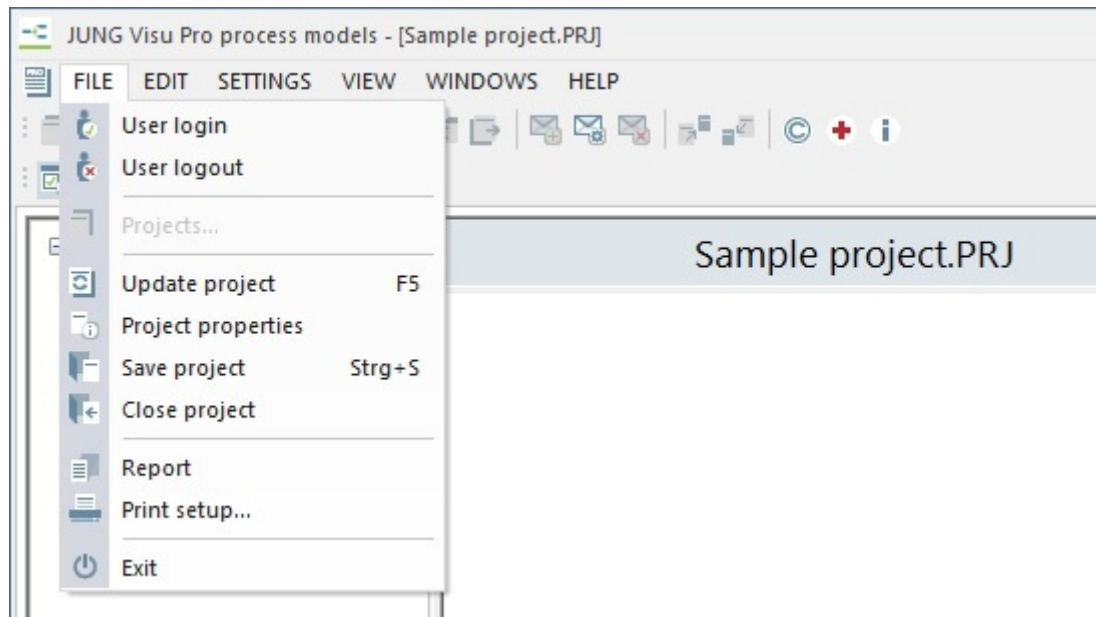 JUNG Visu Pro process models - [Sample project.PRJ]
FILE EDIT SETTINGS VIEW WINDOWS HELP
User login
User logout
Projects...
Update project F5
Project properties
Save project Strg+S
Close project
Report
Print setup...
Exit
Sample project.PRJ